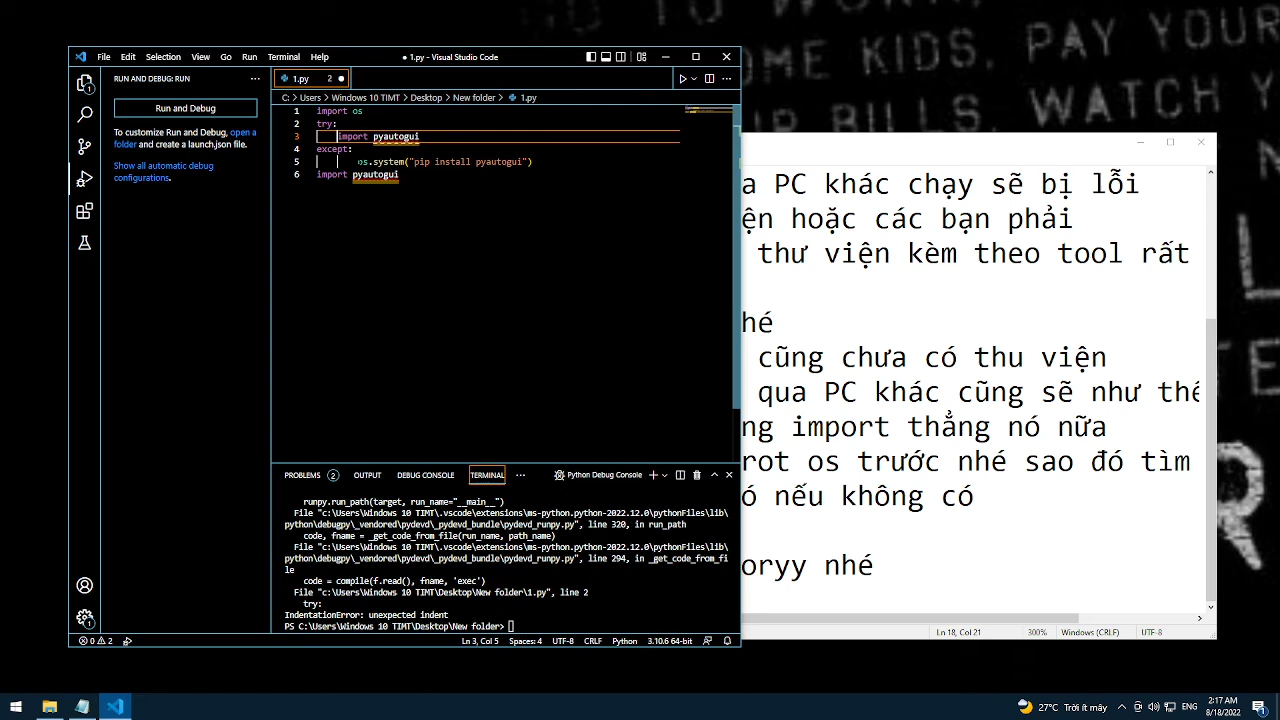 GO TO WORK,
SOME KIDS, PAY YOUR
BILLS, WATCH
File Edit Selection View Go Run Terminal Help
● 1.py - Visual Studio Code
RUN AND DEBUG: RUN
1.py 2
Run and Debug
C: > Users > Windows 10 TIMT > Desktop > New folder > 1.py
To customize Run and Debug, open a
folder and create a launch.json file.
Show all automatic debug
configurations.
1 import os
2 try:
3 import pyautogui
4 except:
5 os.system("pip install pyautogui")
6 import pyautogui
PROBLEMS 2 OUTPUT DEBUG CONSOLE TERMINAL ··· Python Debug Console
runpy.run_path(target, run_name="__main__")
File "c:\Users\Windows 10 TIMT\.vscode\extensions\ms-python.python-2022.12.0\pythonFiles\lib\
python\debugpy\_vendored\pydevd\_pydevd_bundle\pydevd_runpy.py", line 320, in run_path
code, fname = _get_code_from_file(run_name, path_name)
File "c:\Users\Windows 10 TIMT\.vscode\extensions\ms-python.python-2022.12.0\pythonFiles\lib\
python\debugpy\_vendored\pydevd\_pydevd_bundle\pydevd_runpy.py", line 294, in _get_code_from_fi
le
code = compile(f.read(), fname, 'exec')
File "c:\Users\Windows 10 TIMT\Desktop\New folder\1.py", line 2
try:
IndentationError: unexpected indent
PS C:\Users\Windows 10 TIMT\Desktop\New folder>
0 2
Ln 3, Col 5 Spaces: 4 UTF-8 CRLF Python 3.10.6 64-bit
a PC khác chạy sẽ bị lỗi
ện hoặc các bạn phải
thư viện kèm theo tool rất
hé
cũng chưa có thu viện
qua PC khác cũng sẽ như thế
ng import thẳng nó nữa
rot os trước nhé sao đó tìm
ó nếu không có
oryy nhé
Ln 18, Col 21 300% Windows (CRLF) UTF-8
27°C Trời ít mây ENG 2:17 AM
8/18/2022